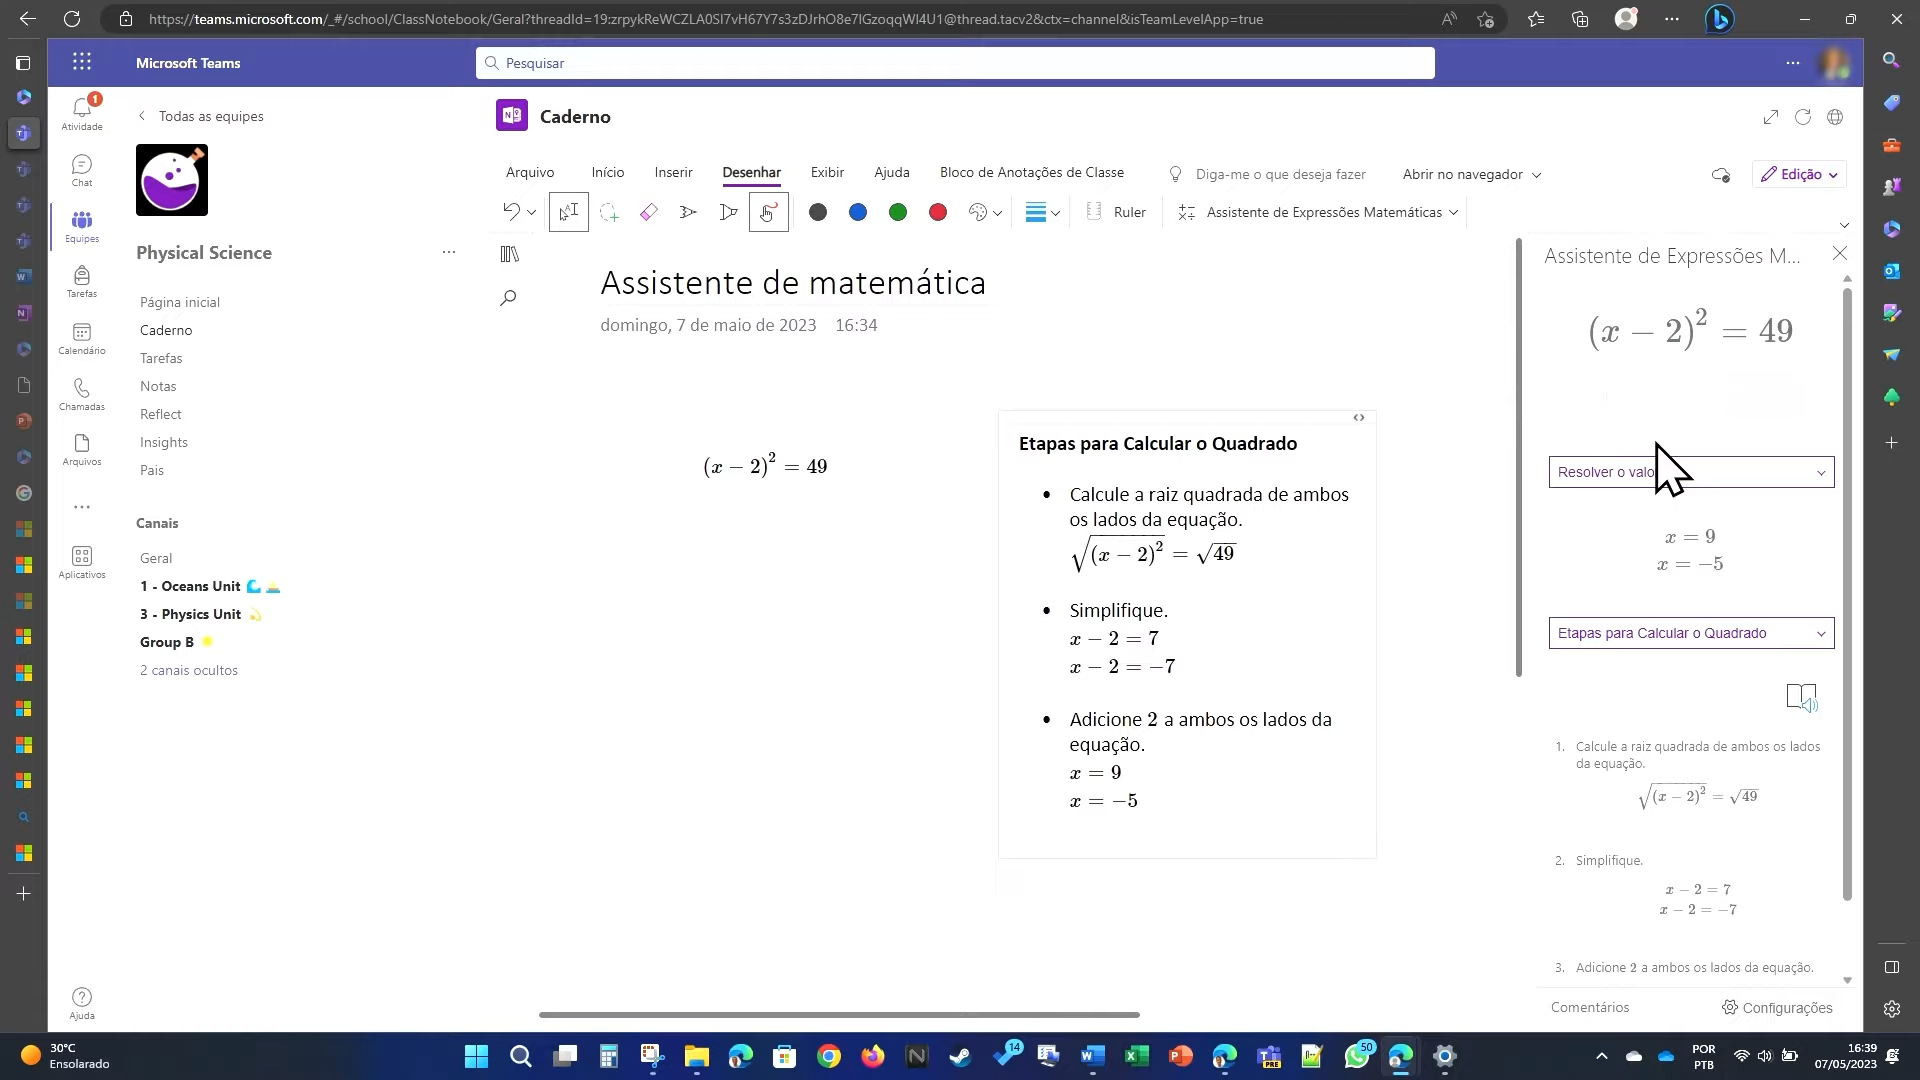 https://teams.microsoft.com/_#/school/ClassNotebook/Geral?threadId=19:zrpykReWCZLA0Sl7vH67Y7s3zDJrhO8e7lGzoqqWl4U1@thread.tacv2&ctx=channel&isTeamLevelApp=true
Microsoft Teams
Pesquisar
1
Atividade
Chat
Equipes
Tarefas
Calendário
Chamadas
Arquivos
Aplicativos
Ajuda
Todas as equipes
Physical Science
Página inicial
Caderno
Tarefas
Notas
Reflect
Insights
Pais
Canais
Geral
1 - Oceans Unit
3 - Physics Unit
Group B
2 canais ocultos
Caderno
Arquivo Início Inserir Desenhar Exibir Ajuda Bloco de Anotações de Classe Diga-me o que deseja fazer Abrir no navegador Edição
Ruler Assistente de Expressões Matemáticas
Assistente de matemática
domingo, 7 de maio de 2023 16:34
(x − 2)² = 49
Etapas para Calcular o Quadrado
• Calcule a raiz quadrada de ambos
os lados da equação.
√(x − 2)² = √49
• Simplifique.
x − 2 = 7
x − 2 = −7
• Adicione 2 a ambos os lados da
equação.
x = 9
x = −5
Assistente de Expressões M...
(x − 2)² = 49
Resolver o valo
x = 9
x = −5
Etapas para Calcular o Quadrado
1. Calcule a raiz quadrada de ambos os lados
da equação.
√(x − 2)² = √49
2. Simplifique.
x − 2 = 7
x − 2 = −7
3. Adicione 2 a ambos os lados da equação.
Comentários Configurações
30°C
Ensolarado
14
PRE
50
POR
PTB
16:39
07/05/2023